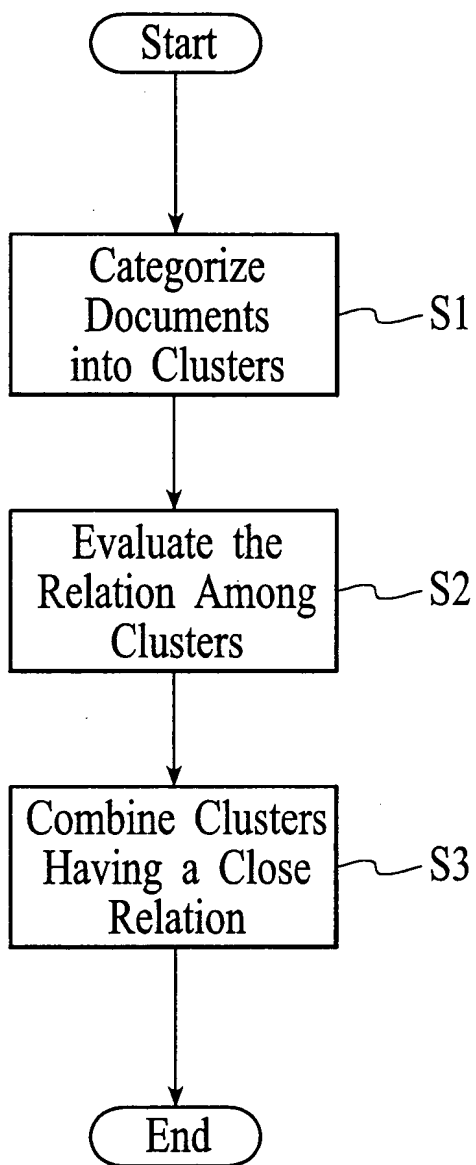 Start
Categorize
Documents
into Clusters
S1
Evaluate the
Relation Among
Clusters
S2
Combine Clusters
Having a Close
Relation
S3
End